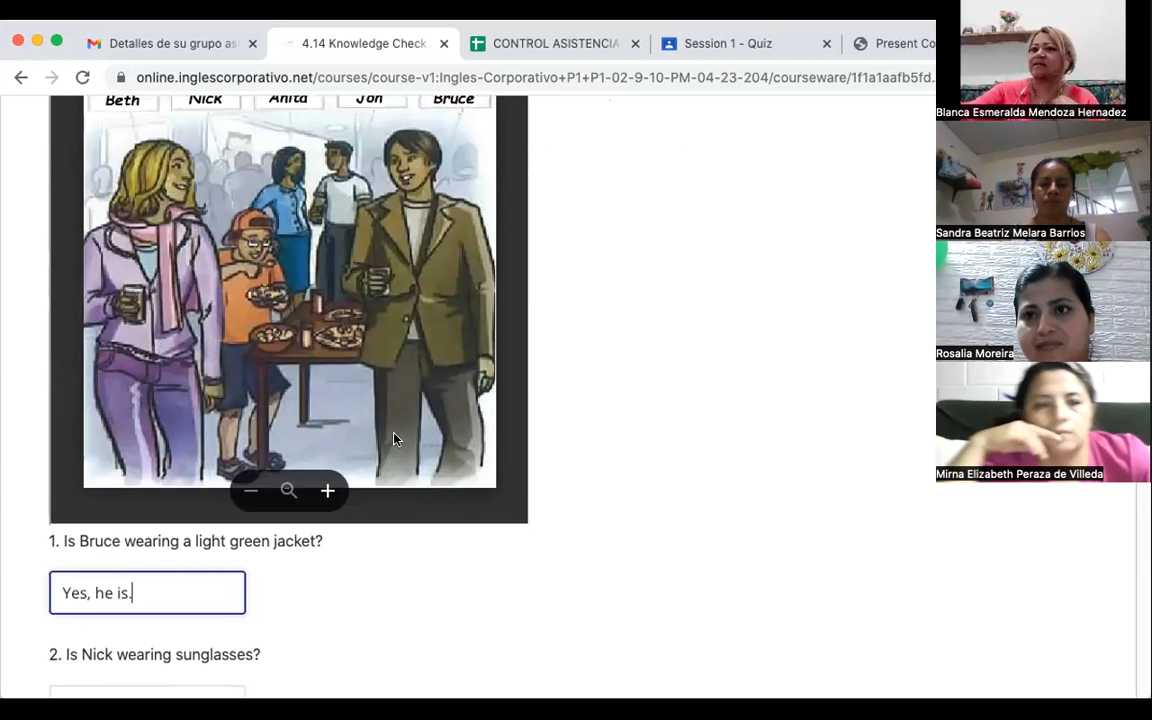 Detalles de su grupo as
4.14 Knowledge Check
CONTROL ASISTENCIA
Session 1 - Quiz
Present Co
online.inglescorporativo.net/courses/course-v1:Ingles-Corporativo+P1+P1-02-9-10-PM-04-23-204/courseware/1f1a1aafb5fd.
Beth Nick Anita Jon Bruce
1. Is Bruce wearing a light green jacket?
Yes, he is.
2. Is Nick wearing sunglasses?
Blanca Esmeralda Mendoza Hernadez
Sandra Beatriz Melara Barrios
Rosalia Moreira
Mirna Elizabeth Peraza de Villeda